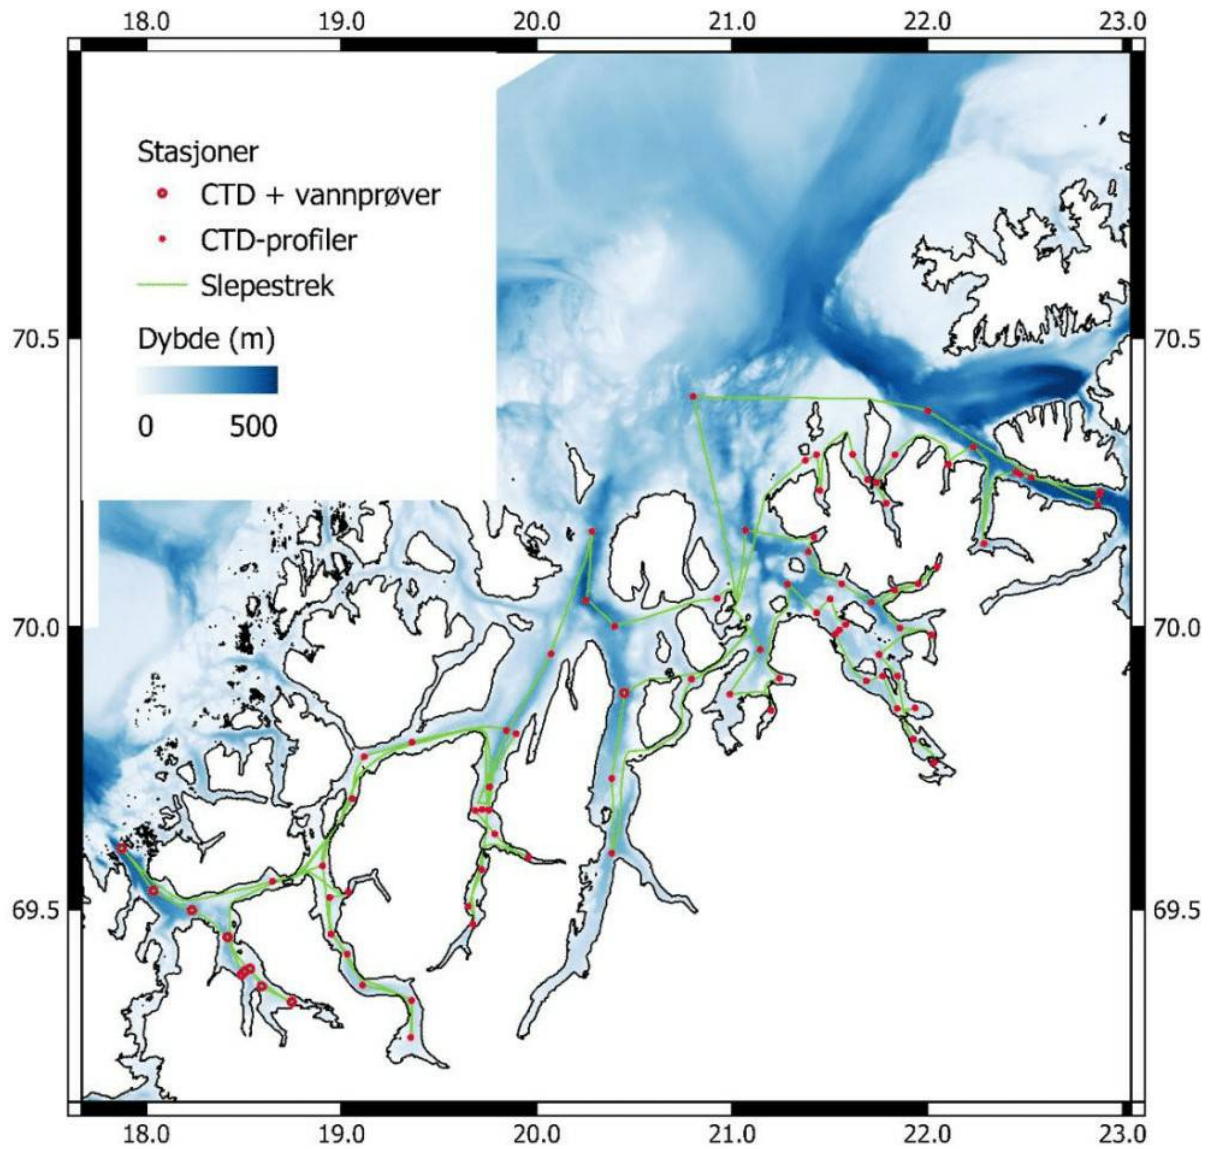 18.0 19.0 20.0 21.0 22.0 23.0
Stasjoner
CTD + vannprøver
CTD-profiler
Slepestrek
Dybde (m)
0 500
70.5 70.5
70.0 70.0
69.5 69.5
18.0 19.0 20.0 21.0 22.0 23.0